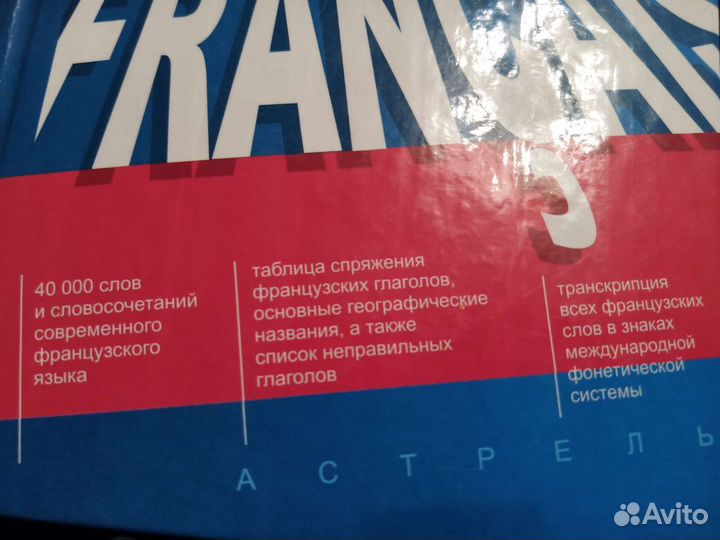 FRANÇAIS
40 000 слов
и словосочетаний
современного
французского
языка
таблица спряжения
французских глаголов,
основные географические
названия, а также
список неправильных
глаголов
транскрипция
всех французских
слов в знаках
международной
фонетической
системы
АСТРЕЛЬ
Avito